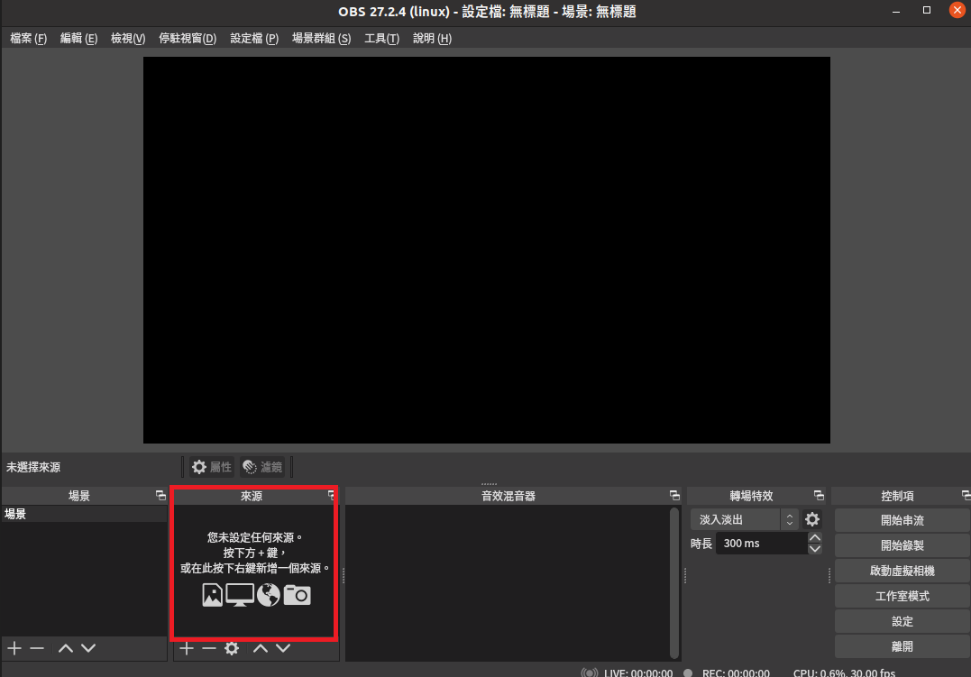 OBS 27.2.4 (linux) - 設定檔: 無標題 - 場景: 無標題
檔案 (F) 編輯 (E) 檢視(V) 停駐視窗(D) 設定檔 (P) 場景群組 (S) 工具(T) 說明 (H)
未選擇來源 屬性 濾鏡
場景 來源 音效混音器 轉場特效 控制項
場景
您未設定任何來源。
按下方 + 鍵，
或在此按下右鍵新增一個來源。
淡入淡出
時長 300 ms
開始串流
開始錄製
啟動虛擬相機
工作室模式
設定
離開
LIVE: 00:00:00 REC: 00:00:00 CPU: 0.6%, 30.00 fps